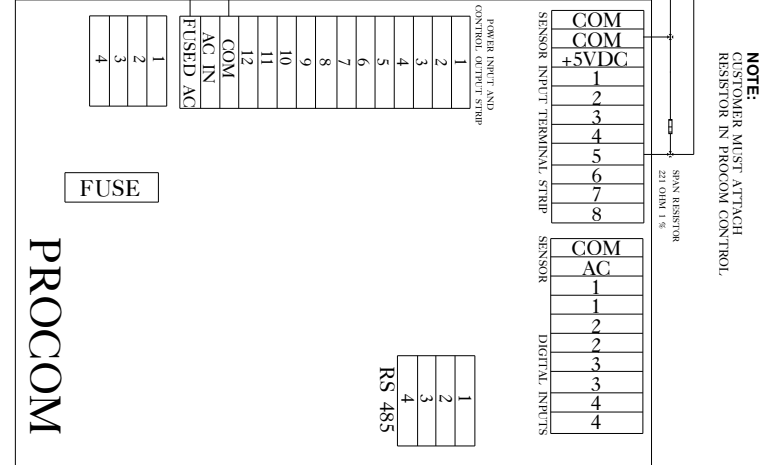 NOTE:
CUSTOMER MUST ATTACH
RESISTOR IN PROCOM CONTROL
SPAN RESISTOR
221 OHM 1 %
SENSOR INPUT TERMINAL STRIP
COM
COM
+5VDC
1
2
3
4
5
6
7
8
SENSOR
DIGITAL INPUTS
COM
AC
1
1
2
2
3
3
4
4
POWER INPUT AND
CONTROL OUTPUT STRIP
1
2
3
4
5
6
7
8
9
10
11
12
COM
AC IN
FUSED AC
1
2
3
4
FUSE
1
2
3
4
RS 485
PROCOM